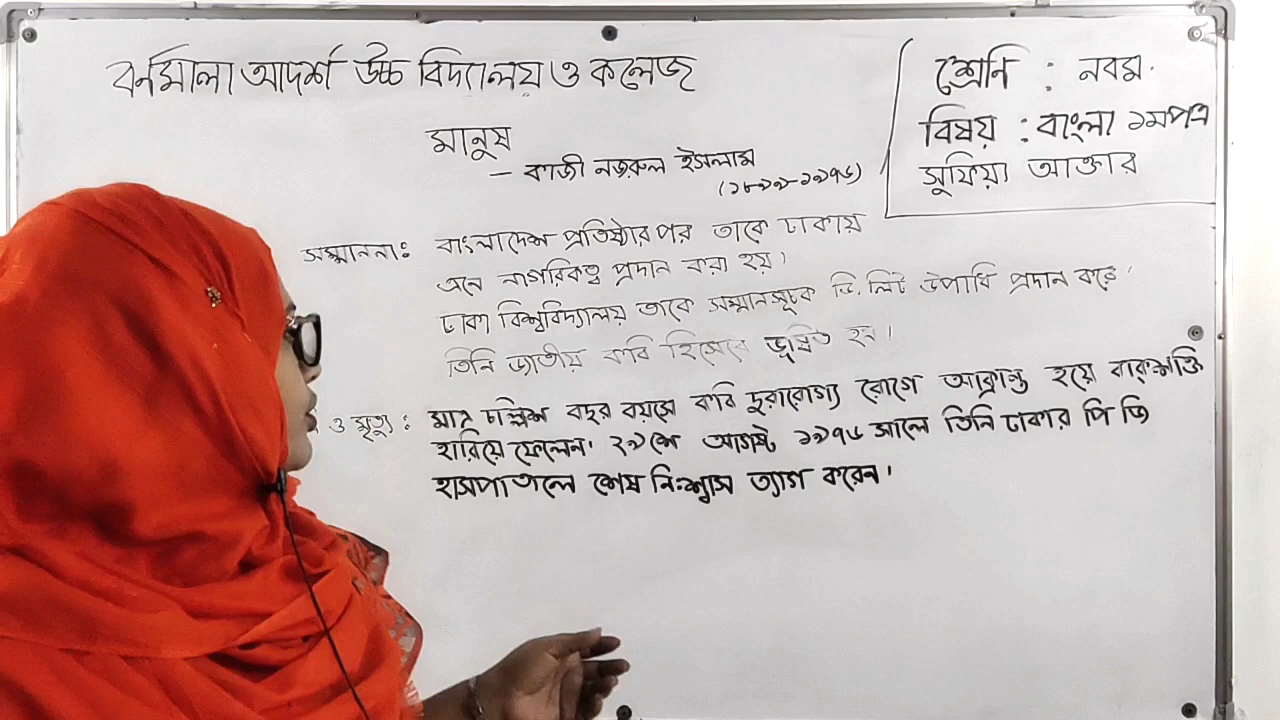 বর্নমালা আদর্শ উচ্চ বিদ্যালয় ও কলেজ
শ্রেনি : নবম.
বিষয় : বাংলা ১মপত্র
সুফিয়া আক্তার
মানুষ
– কাজী নজরুল ইসলাম
(১৮৯৯-১৯৭৬)
সম্মাননা: বাংলাদেশ প্রতিষ্ঠার পর তাকে ঢাকায়
এনে নাগরিকত্ব প্রদান করা হয়।
ঢাকা বিশ্ববিদ্যালয় তাকে সম্মানসূচক ডি. লিট উপাধি প্রদান করে।
তিনি জাতীয় কবি হিসেবে ভূষিত হন।
ও মৃত্যু : মাত্র চল্লিশ বছর বয়সে কবি দুরারোগ্য রোগে আক্রান্ত হয়ে বাক্‌শক্তি
হারিয়ে ফেলেন। ২৯শে আগস্ট ১৯৭৬ সালে তিনি ঢাকার পি জি
হাসপাতালে শেষ নিঃশ্বাস ত্যাগ করেন।